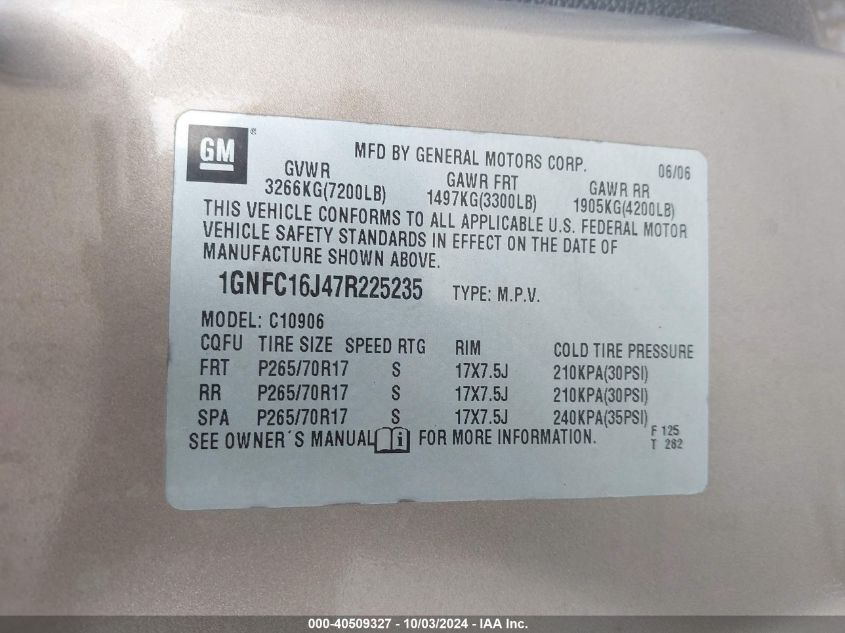 GM ®
MFD BY GENERAL MOTORS CORP. 06/06
GVWR GAWR FRT GAWR RR
3266KG(7200LB) 1497KG(3300LB) 1905KG(4200LB)
THIS VEHICLE CONFORMS TO ALL APPLICABLE U.S. FEDERAL MOTOR
VEHICLE SAFETY STANDARDS IN EFFECT ON THE DATE OF
MANUFACTURE SHOWN ABOVE.
1GNFC16J47R225235 TYPE: M.P.V.
MODEL: C10906
CQFU TIRE SIZE SPEED RTG RIM COLD TIRE PRESSURE
FRT P265/70R17 S 17X7.5J 210KPA(30PSI)
RR P265/70R17 S 17X7.5J 210KPA(30PSI)
SPA P265/70R17 S 17X7.5J 240KPA(35PSI)
SEE OWNER´S MANUAL i FOR MORE INFORMATION.
F 125
T 282
000-40509327 - 10/03/2024 - IAA Inc.